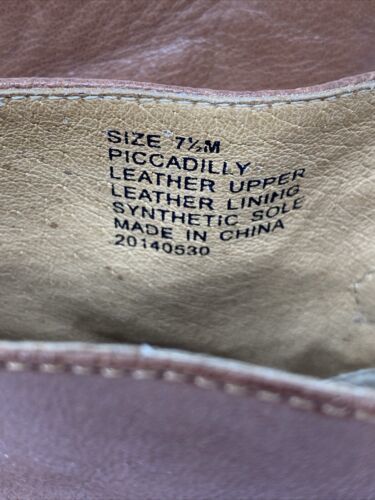 SIZE 7½M
PICCADILLY
LEATHER UPPER
LEATHER LINING
SYNTHETIC SOLE
MADE IN CHINA
20140530